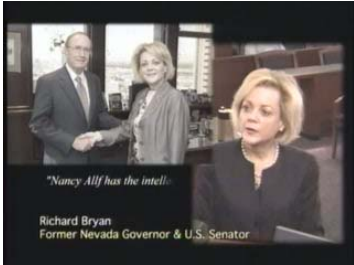 "Nancy Allf has the intelle
Richard Bryan
Former Nevada Governor & U.S. Senator